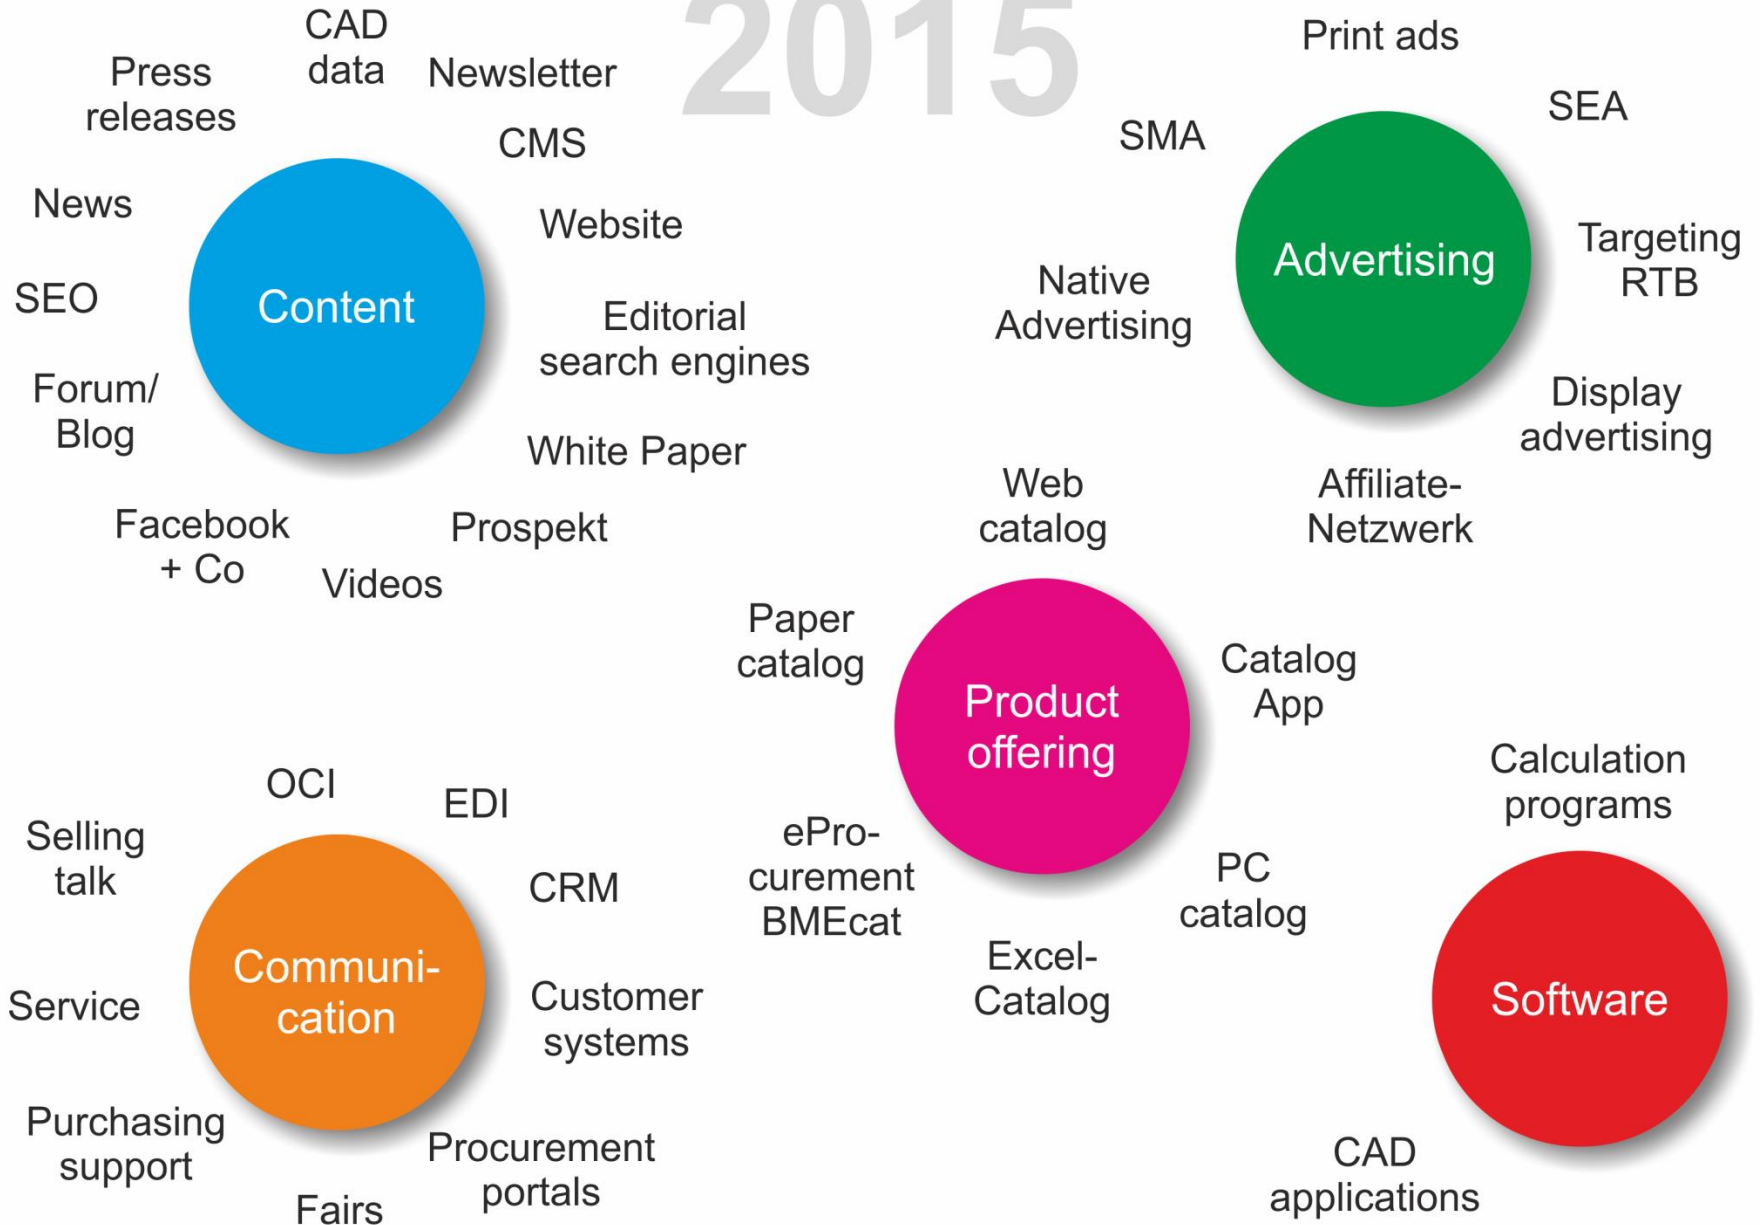 2015
CAD
data
Press
releases
Newsletter
CMS
News
Website
SEO
Content
Editorial
search engines
Forum/
Blog
White Paper
Facebook
+ Co
Prospekt
Videos
Print ads
SEA
SMA
Targeting
RTB
Advertising
Native
Advertising
Display
advertising
Affiliate-
Netzwerk
Web
catalog
Paper
catalog
Catalog
App
Product
offering
ePro-
curement
BMEcat
PC
catalog
Excel-
Catalog
OCI
EDI
Selling
talk
CRM
Communi-
cation
Service
Customer
systems
Purchasing
support
Procurement
portals
Fairs
Calculation
programs
Software
CAD
applications